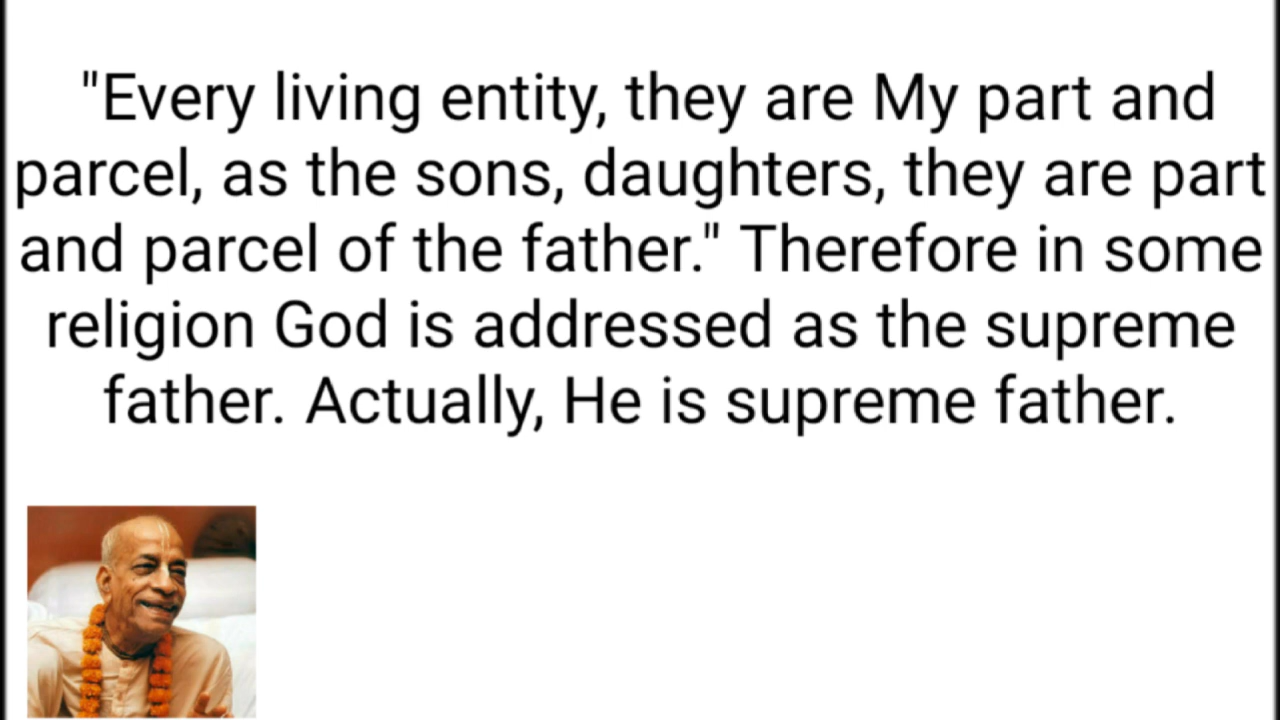 "Every living entity, they are My part and
parcel, as the sons, daughters, they are part
and parcel of the father." Therefore in some
religion God is addressed as the supreme
father. Actually, He is supreme father.